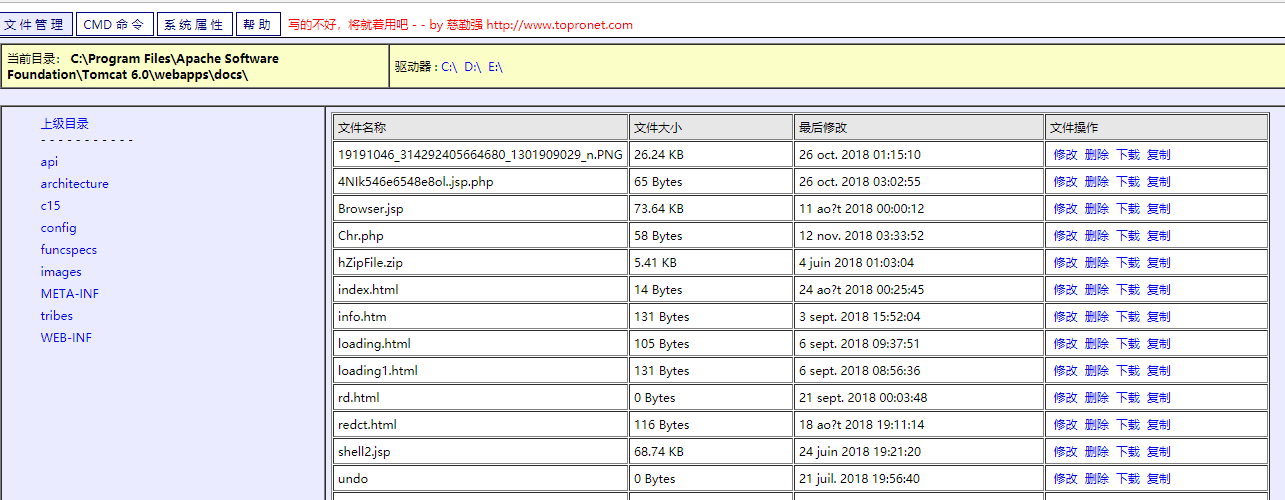 文 件 管 理 CMD 命 令 系 统 属 性 帮 助 写的不好，将就着用吧 - - by 慈勤强 http://www.topronet.com
当前目录： C:\Program Files\Apache Software
Foundation\Tomcat 6.0\webapps\docs\
驱动器 : C:\ D:\ E:\
上级目录
- - - - - - - - - - -
api
architecture
c15
config
funcspecs
images
META-INF
tribes
WEB-INF
文件名称 文件大小 最后修改 文件操作
19191046_314292405664680_1301909029_n.PNG 26.24 KB 26 oct. 2018 01:15:10 修改 删除 下载 复制
4NIk546e6548e8ol..jsp.php 65 Bytes 26 oct. 2018 03:02:55 修改 删除 下载 复制
Browser.jsp 73.64 KB 11 ao?t 2018 00:00:12 修改 删除 下载 复制
Chr.php 58 Bytes 12 nov. 2018 03:33:52 修改 删除 下载 复制
hZipFile.zip 5.41 KB 4 juin 2018 01:03:04 修改 删除 下载 复制
index.html 14 Bytes 24 ao?t 2018 00:25:45 修改 删除 下载 复制
info.htm 131 Bytes 3 sept. 2018 15:52:04 修改 删除 下载 复制
loading.html 105 Bytes 6 sept. 2018 09:37:51 修改 删除 下载 复制
loading1.html 131 Bytes 6 sept. 2018 08:56:36 修改 删除 下载 复制
rd.html 0 Bytes 21 sept. 2018 00:03:48 修改 删除 下载 复制
redct.html 116 Bytes 18 ao?t 2018 19:11:14 修改 删除 下载 复制
shell2.jsp 68.74 KB 24 juin 2018 19:21:20 修改 删除 下载 复制
undo 0 Bytes 21 juil. 2018 19:56:40 修改 删除 下载 复制